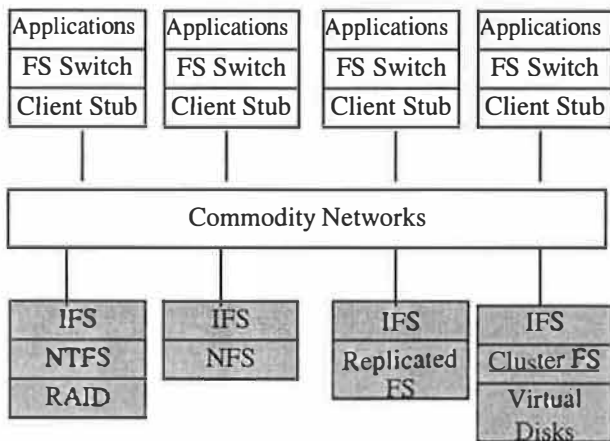 Applications Applications Applications Applications
FS Switch FS Switch FS Switch FS Switch
Client Stub Client Stub Client Stub Client Stub
Commodity Networks
IFS IFS IFS IFS
NTFS NFS Replicated FS Cluster FS
RAID Virtual Disks